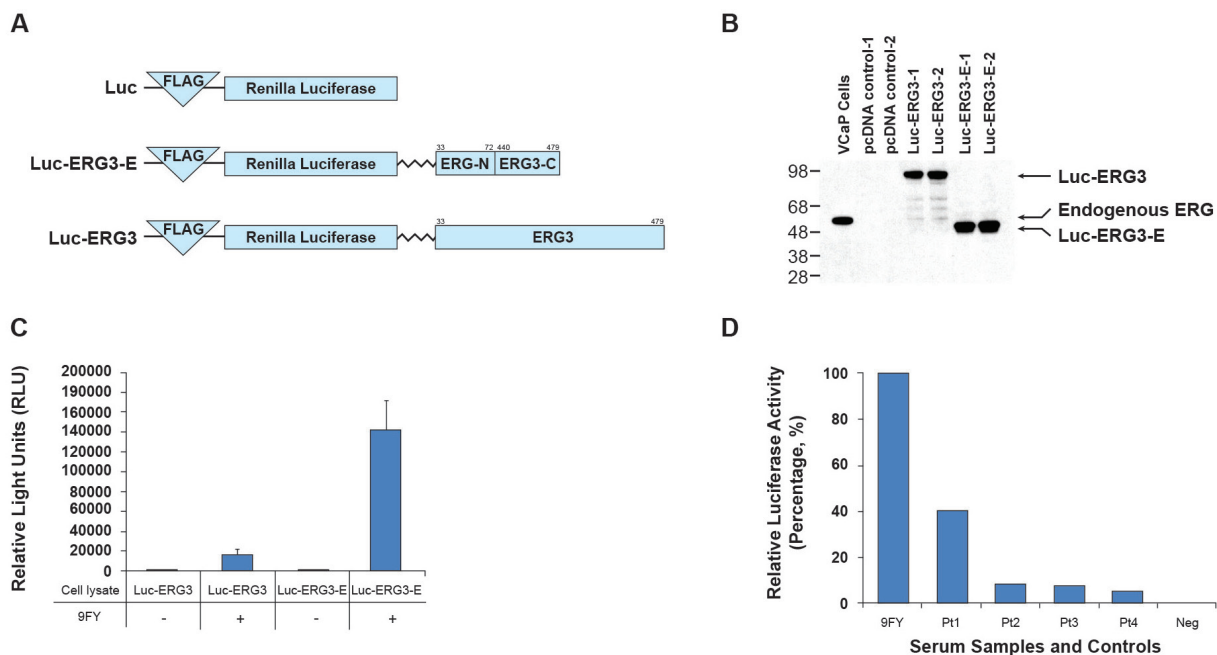 A
Luc
FLAG
Renilla Luciferase
Luc-ERG3-E
FLAG
Renilla Luciferase
33
72
440
479
ERG-N
ERG3-C
Luc-ERG3
FLAG
Renilla Luciferase
33
479
ERG3
B
VCaP Cells
pcDNA control-1
pcDNA control-2
Luc-ERG3-1
Luc-ERG3-2
Luc-ERG3-E-1
Luc-ERG3-E-2
98
68
48
38
28
Luc-ERG3
Endogenous ERG
Luc-ERG3-E
C
Relative Light Units (RLU)
200000
180000
160000
140000
120000
100000
80000
60000
40000
20000
0
Cell lysate Luc-ERG3 Luc-ERG3 Luc-ERG3-E Luc-ERG3-E
9FY - + - +
D
Relative Luciferase Activity
(Percentage, %)
100
80
60
40
20
0
9FY Pt1 Pt2 Pt3 Pt4 Neg
Serum Samples and Controls